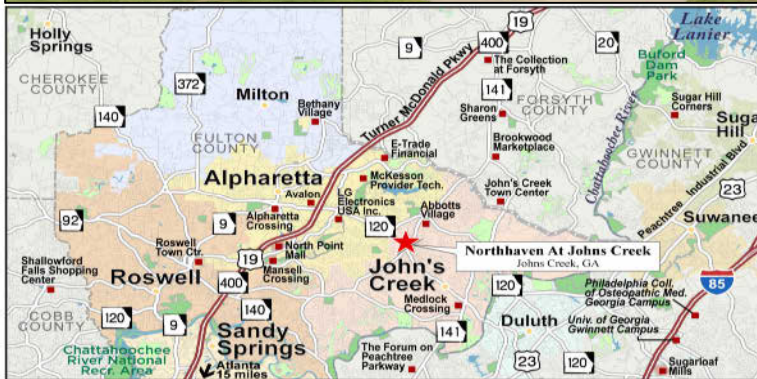 Holly
Springs
CHEROKEE
COUNTY
372
140
Milton
Bethany
Village
FULTON
COUNTY
9
19
400
Turner McDonald Pkwy
The Collection
at Forsyth
20
Lake
Lanier
Buford
Dam
Park
141
FORSYTH
COUNTY
Sharon
Greens
Chattahoochee River
Sugar Hill
Corners
Sugar
Hill
Brookwood
Marketplace
GWINNETT
COUNTY
Peachtree Industrial Blvd
23
E-Trade
Financial
McKesson
Provider Tech.
Alpharetta
Avalon
LG
Electronics
USA Inc.
John's Creek
Town Center
Abbotts
Village
120
92
9
Alpharetta
Crossing
Suwanee
Roswell
Town Ctr.
19
North Point
Mall
Mansell
Crossing
Northhaven At Johns Creek
Johns Creek, GA
Shallowford
Falls Shopping
Center
Roswell
400
John's
Creek
85
120
Philadelphia Coll.
of Osteopathic Med.
Georgia Campus
COBB
COUNTY
120
9
140
Sandy
Springs
Medlock
Crossing
141
Duluth
Univ. of Georgia
Gwinnett Campus
Chattahoochee
River National
Recr. Area
Atlanta
15 miles
The Forum on
Peachtree
Parkway
23
120
Sugarloaf
Mills